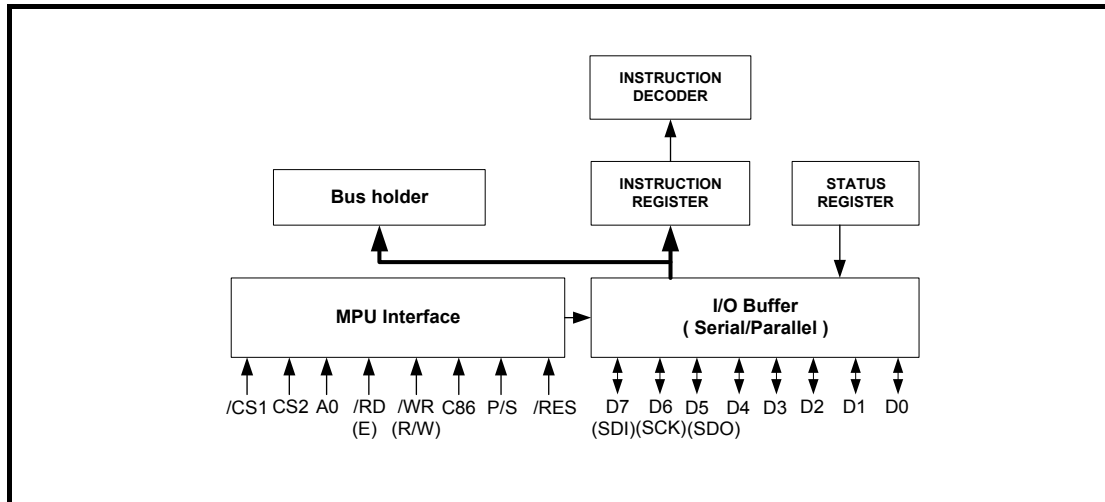 INSTRUCTION
DECODER
Bus holder
INSTRUCTION
REGISTER
STATUS
REGISTER
MPU Interface
I/O Buffer
( Serial/Parallel )
/CS1 CS2 A0 /RD /WR C86 P/S /RES D7 D6 D5 D4 D3 D2 D1 D0
(E) (R/W) (SDI) (SCK) (SDO)